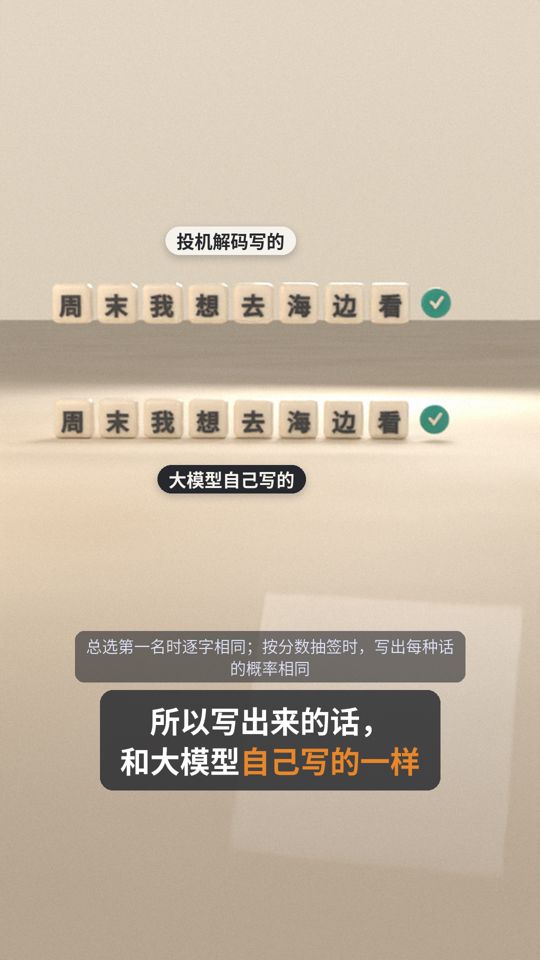 投机解码写的
周末我想去海边看
周末我想去海边看
大模型自己写的
总选第一名时逐字相同；按分数抽签时，写出每种话
的概率相同
所以写出来的话，
和大模型自己写的一样